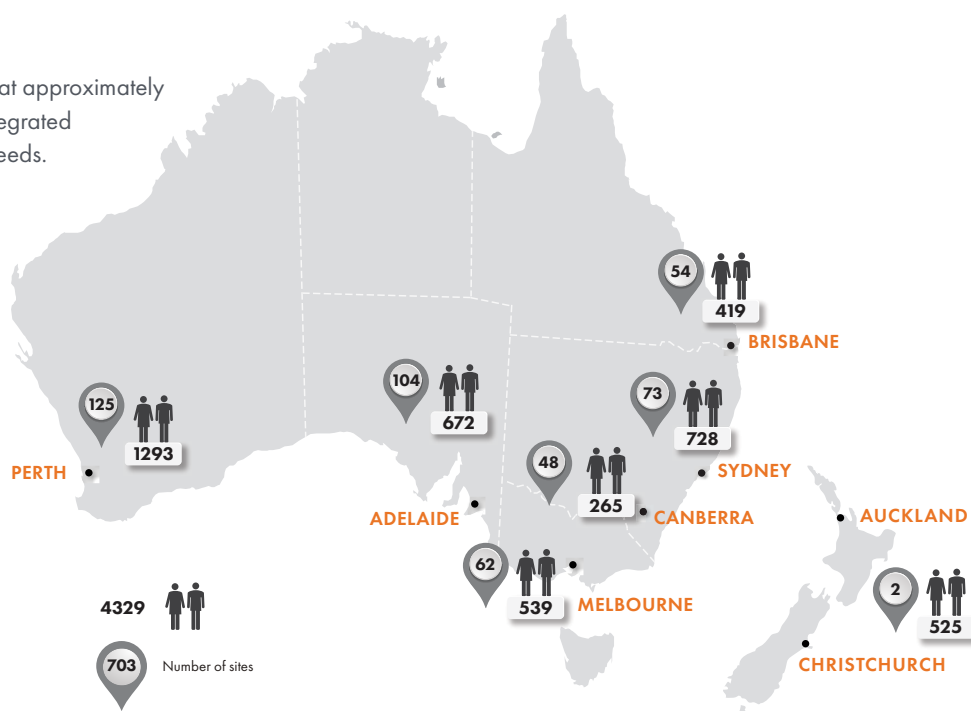 at approximately
egrated
eeds.
54
419
BRISBANE
125
1293
PERTH
104
672
ADELAIDE
73
728
SYDNEY
48
265
CANBERRA
AUCKLAND
62
539
MELBOURNE
2
525
CHRISTCHURCH
4329
703
Number of sites